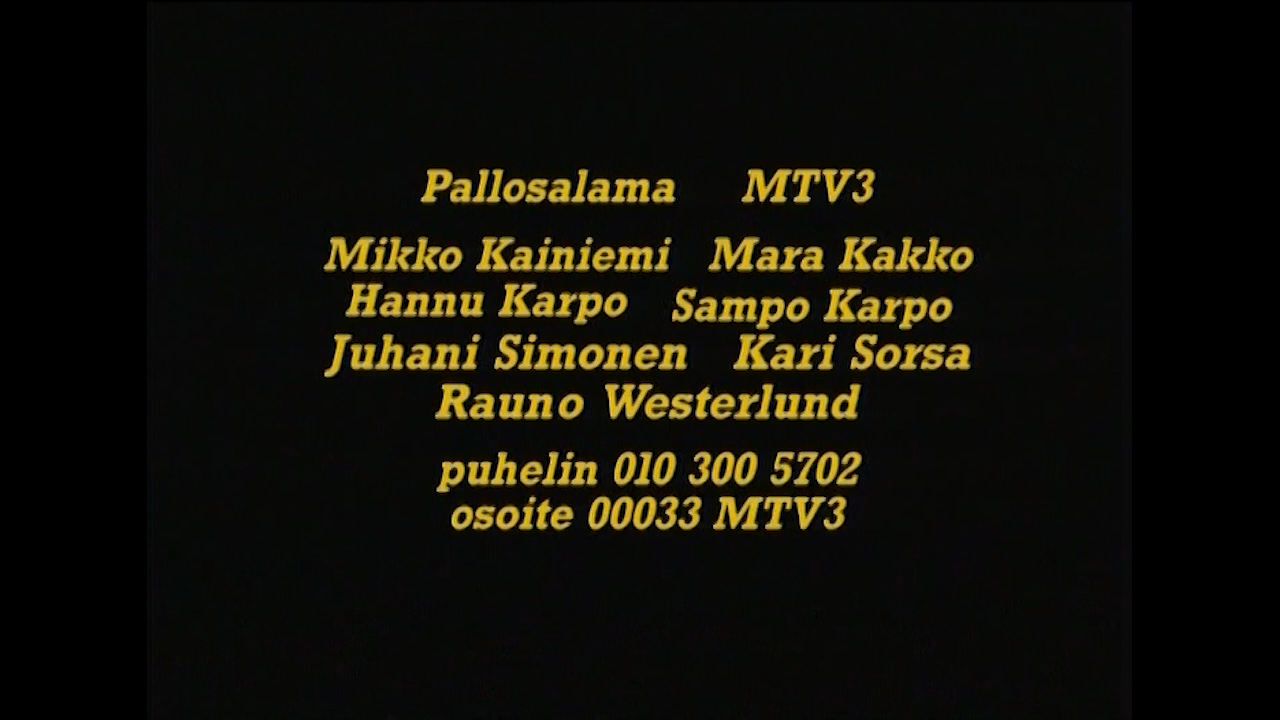 Pallosalama MTV3
Mikko Kainiemi Mara Kakko
Hannu Karpo Sampo Karpo
Juhani Simonen Kari Sorsa
Rauno Westerlund
puhelin 010 300 5702
osoite 00033 MTV3